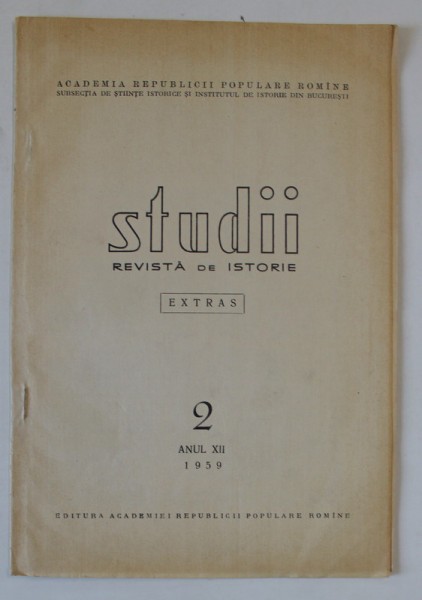 ACADEMIA REPUBLICII POPULARE ROMÎNE
SUBSECȚIA DE ȘTIINȚE ISTORICE ȘI INSTITUTUL DE ISTORIE DIN BUCUREȘTI
studii
REVISTĂ DE ISTORIE
EXTRAS
2
ANUL XII
1959
EDITURA ACADEMIEI REPUBLICII POPULARE ROMÎNE